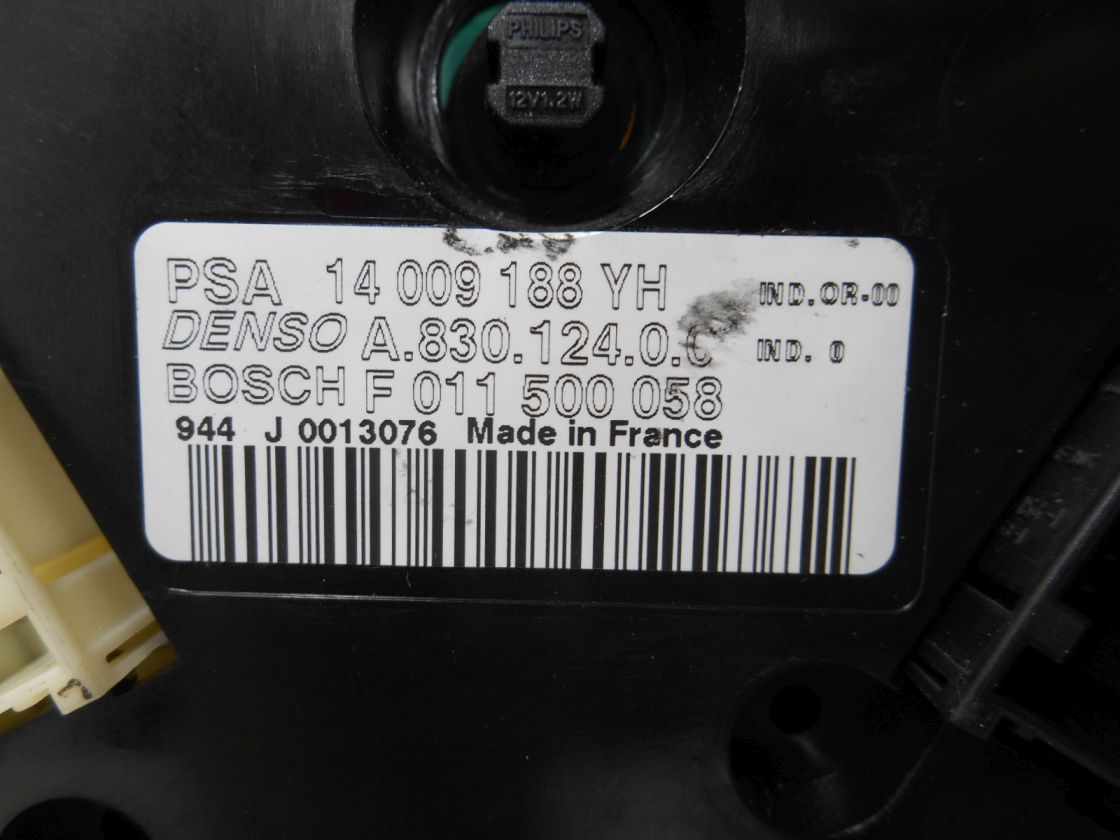 PHILIPS
12V1.2W
PSA 14 009 188 YH IND.OR-00
DENSO A.830.124.0. IND. 0
BOSCH F 011 500 058
944 J 0013076 Made in France